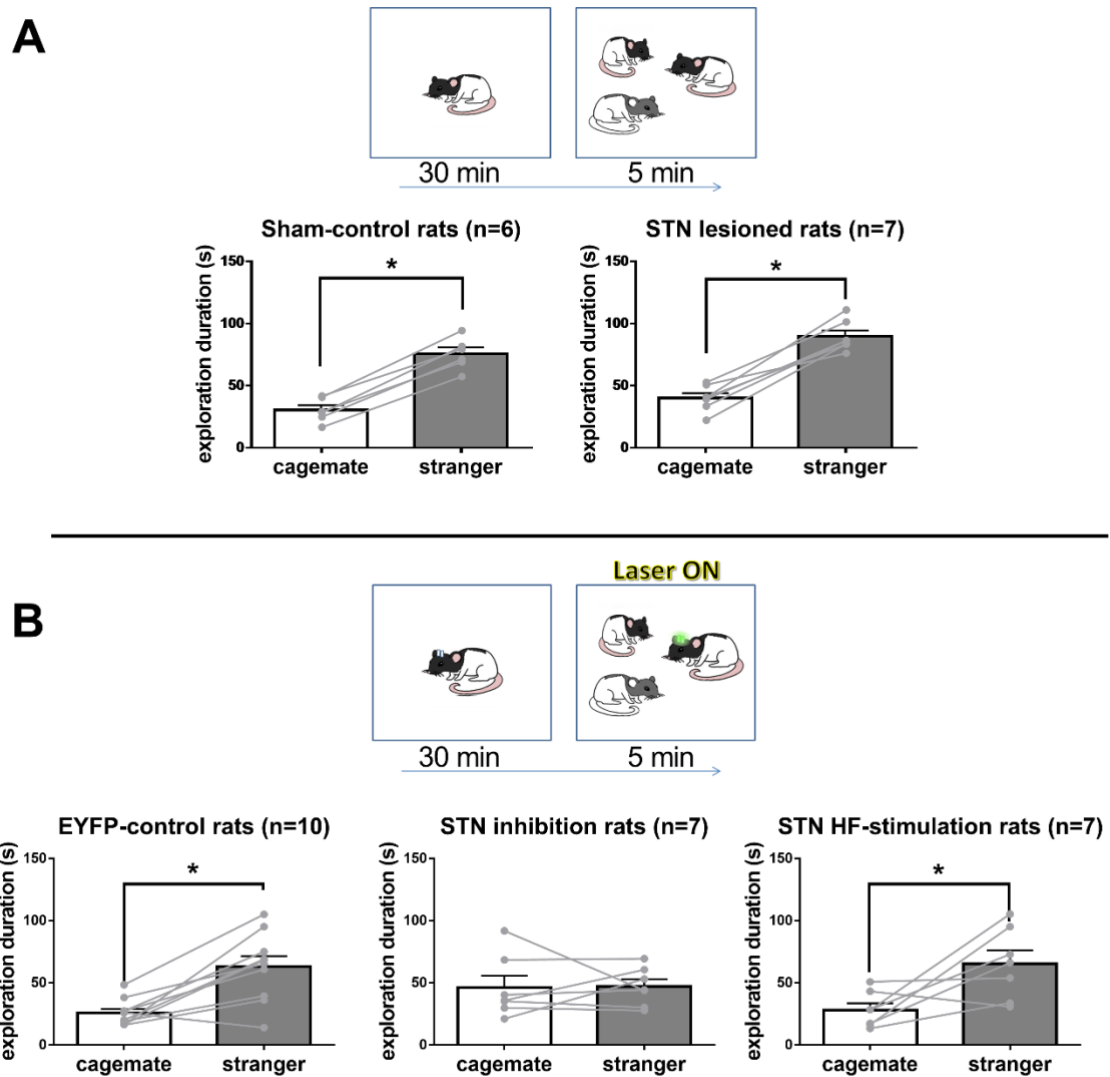 A
30 min 5 min
Sham-control rats (n=6)
exploration duration (s)
150
100
50
0
*
cagemate stranger
STN lesioned rats (n=7)
exploration duration (s)
150
100
50
0
*
cagemate stranger
B
Laser ON
30 min 5 min
EYFP-control rats (n=10)
exploration duration (s)
150
100
50
0
*
cagemate stranger
STN inhibition rats (n=7)
exploration duration (s)
150
100
50
0
cagemate stranger
STN HF-stimulation rats (n=7)
exploration duration (s)
150
100
50
0
*
cagemate stranger